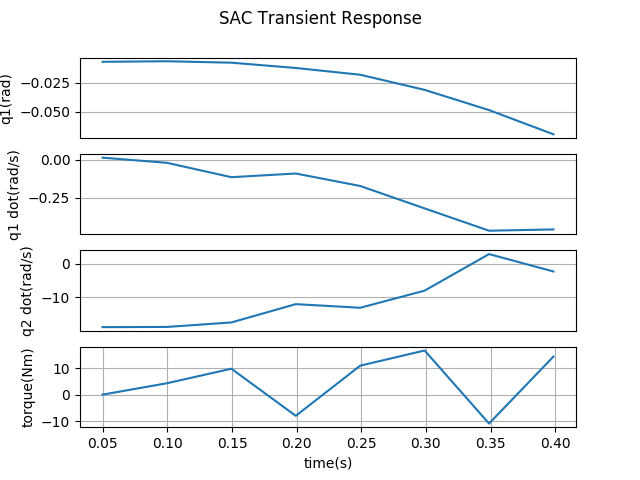 SAC Transient Response
−0.025
−0.050
q1(rad)
0.00
−0.25
q1 dot(rad/s)
0
−10
q2 dot(rad/s)
10
0
−10
torque(Nm)
0.05 0.10 0.15 0.20 0.25 0.30 0.35 0.40
time(s)